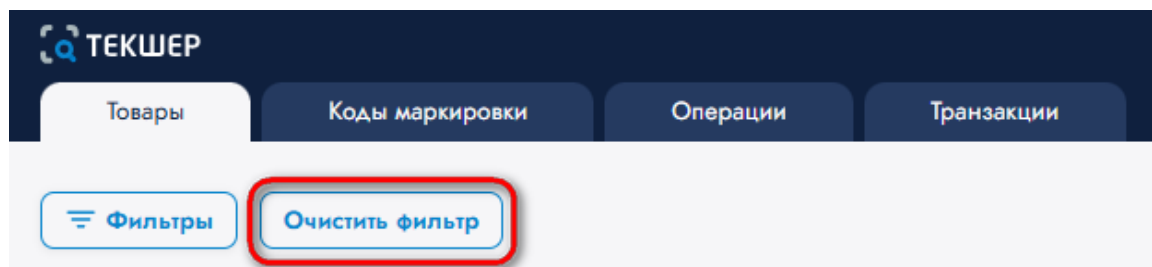 ТЕКШЕР
Товары Коды маркировки Операции Транзакции
Фильтры Очистить фильтр